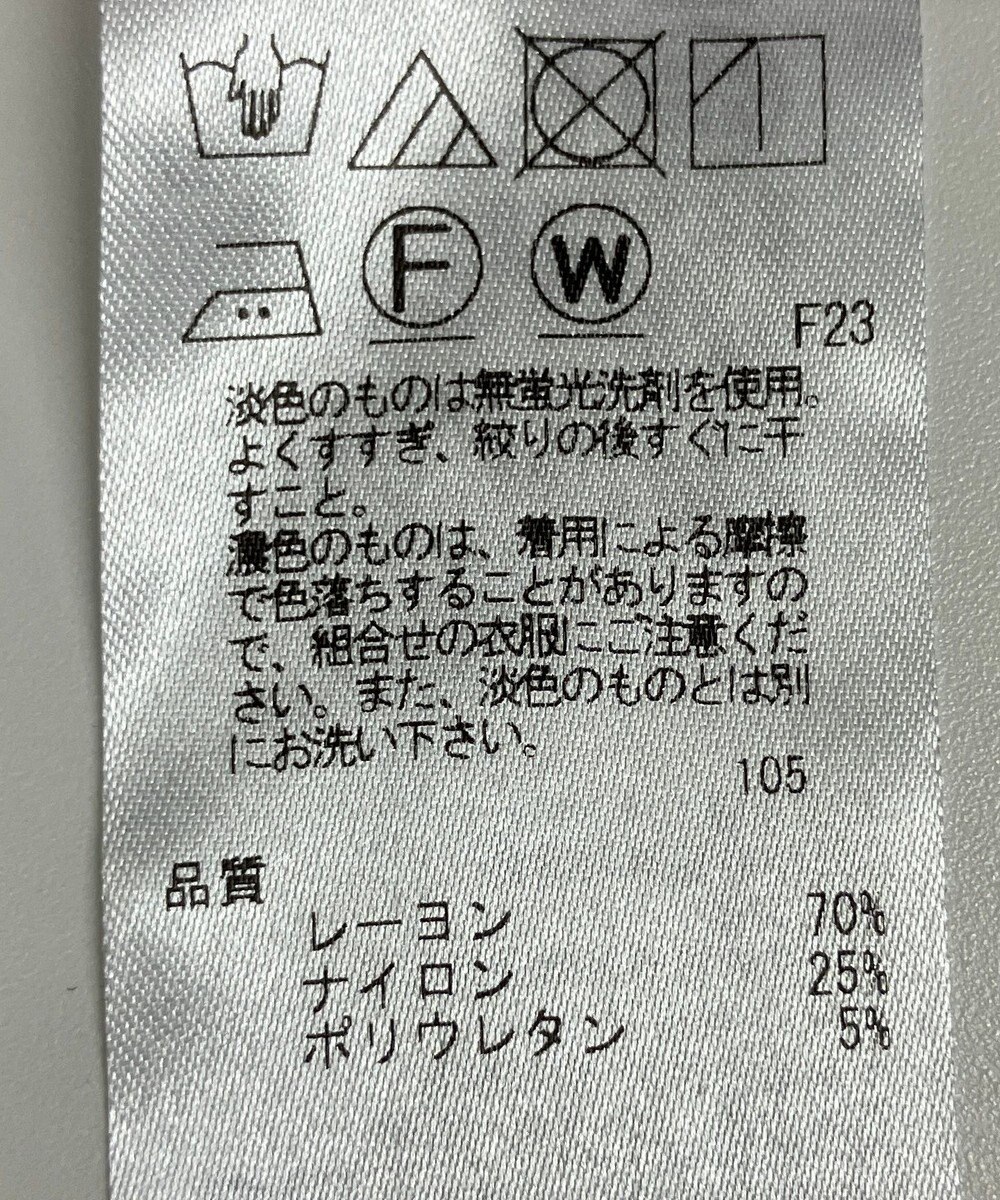 F
W
F23
淡色のものは無蛍光洗剤を使用。
よくすすぎ、絞りの後すぐに干
すこと。
濃色のものは、着用による摩擦
で色落ちすることがありますの
で、組合せの衣服にご注意くだ
さい。また、淡色のものとは別
にお洗い下さい。
105
品質
レーヨン 70%
ナイロン 25%
ポリウレタン 5%